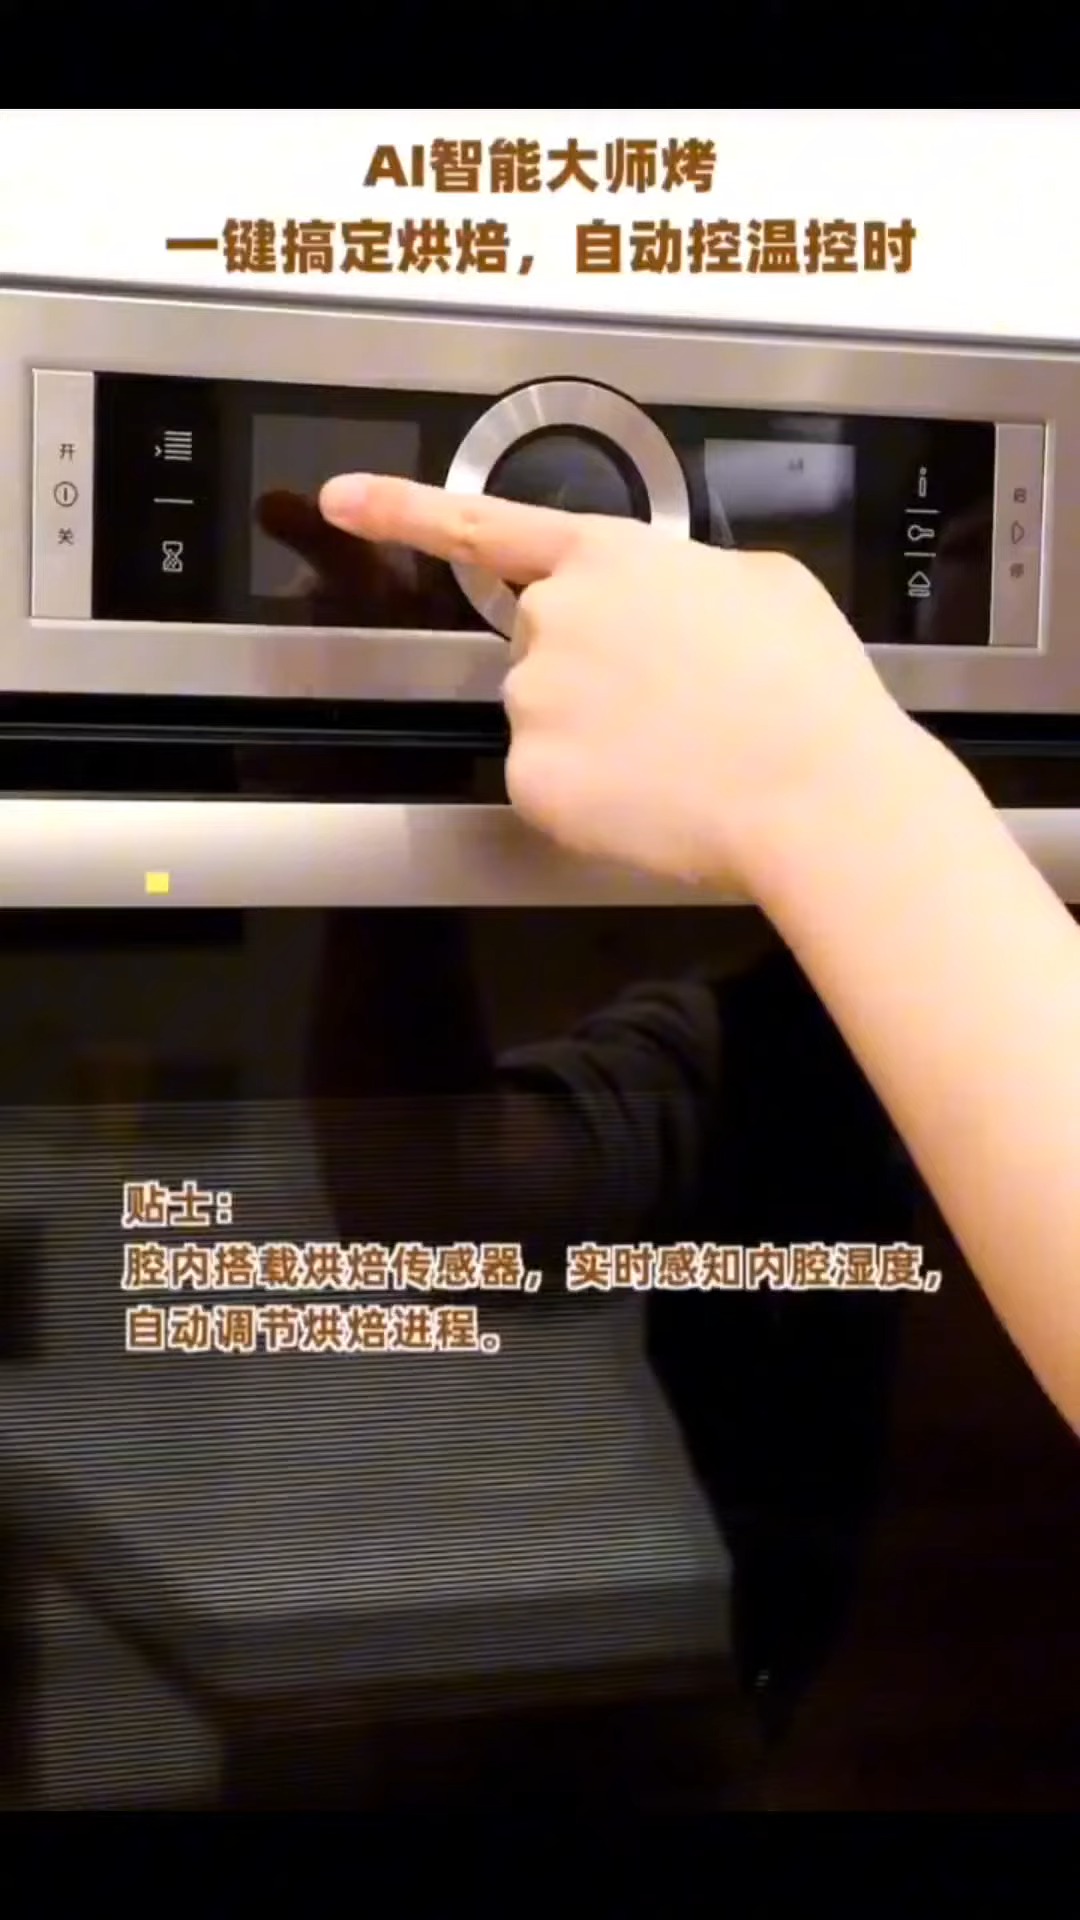 AI智能大师烤
一键搞定烘焙，自动控温控时
开
关
启
停
贴士：
腔内搭载烘焙传感器，实时感知内腔湿度，
自动调节烘焙进程。